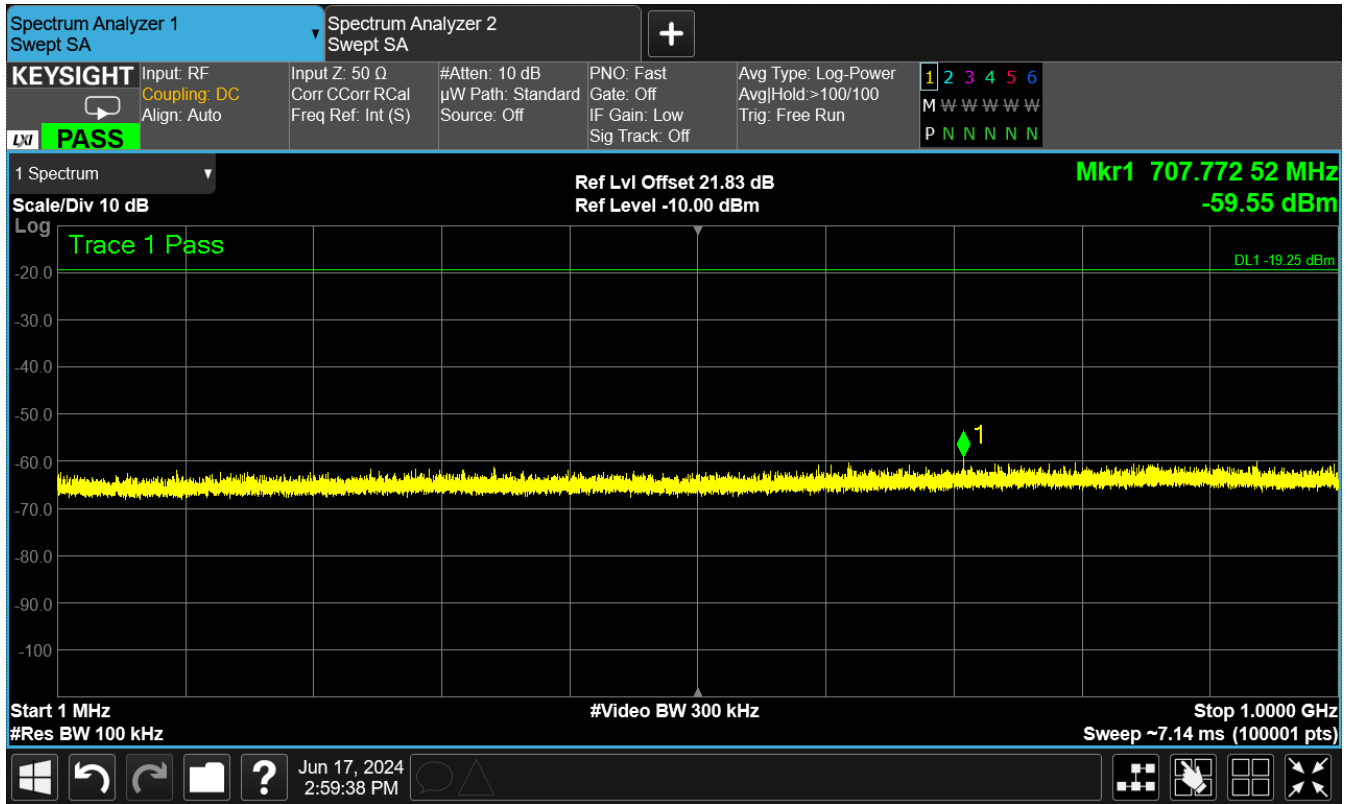 Spectrum Analyzer 1
Swept SA
Spectrum Analyzer 2
Swept SA
KEYSIGHT
LXI
PASS
Input: RF
Coupling: DC
Align: Auto
Input Z: 50 Ω
Corr CCorr RCal
Freq Ref: Int (S)
#Atten: 10 dB
µW Path: Standard
Source: Off
PNO: Fast
Gate: Off
IF Gain: Low
Sig Track: Off
Avg Type: Log-Power
Avg|Hold:>100/100
Trig: Free Run
1 2 3 4 5 6
M W W W W W
P N N N N N
1 Spectrum
Scale/Div 10 dB
Ref Lvl Offset 21.83 dB
Ref Level -10.00 dBm
Mkr1 707.772 52 MHz
-59.55 dBm
Log
Trace 1 Pass
DL1 -19.25 dBm
-20.0
-30.0
-40.0
-50.0
1
-60.0
-70.0
-80.0
-90.0
-100
Start 1 MHz
#Video BW 300 kHz
Stop 1.0000 GHz
#Res BW 100 kHz
Sweep ~7.14 ms (100001 pts)
?
Jun 17, 2024
2:59:38 PM